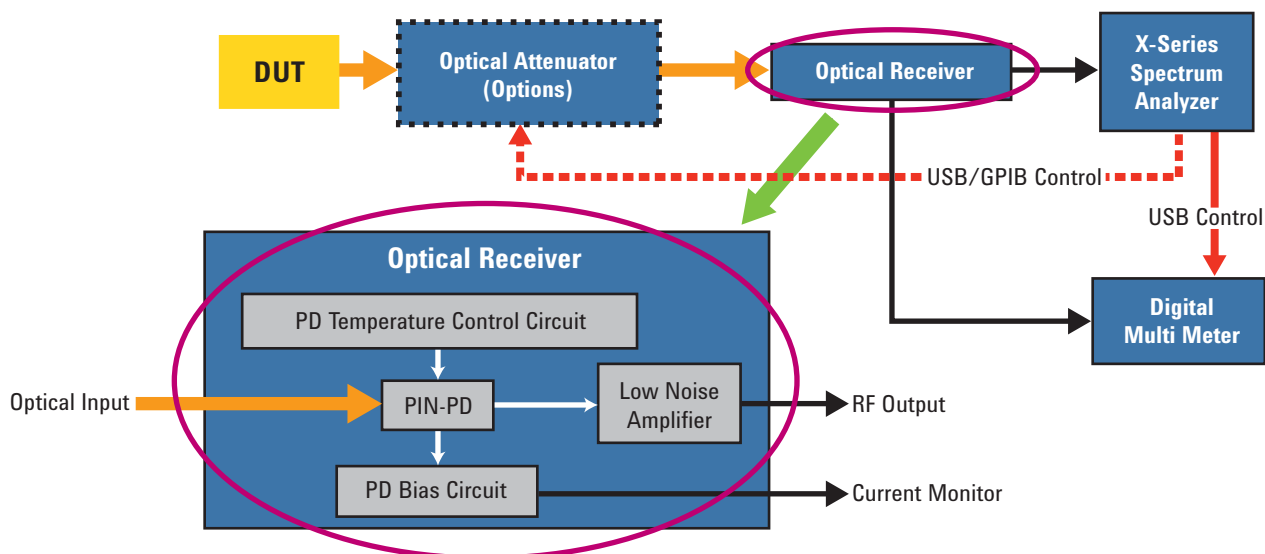 DUT
Optical Attenuator
(Options)
Optical Receiver
X-Series
Spectrum
Analyzer
USB/GPIB Control
USB Control
Digital
Multi Meter
Optical Receiver
PD Temperature Control Circuit
Optical Input
PIN-PD
Low Noise
Amplifier
RF Output
PD Bias Circuit
Current Monitor